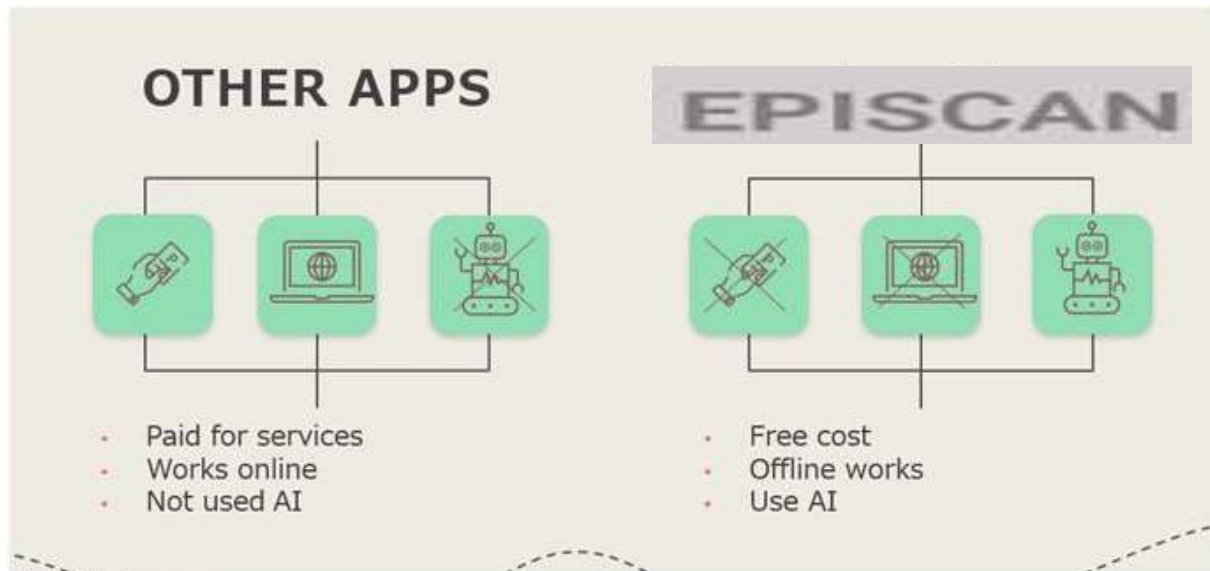 OTHER APPS
EPISCAN
Paid for services
Works online
Not used AI
Free cost
Offline works
Use AI